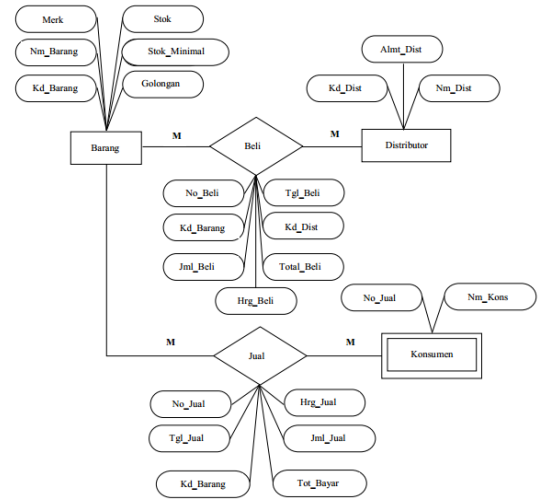 Merk
Stok
Nm_Barang
Stok_Minimal
Kd_Barang
Golongan
Almt_Dist
Kd_Dist
Nm_Dist
Barang
M
Beli
M
Distributor
No_Beli
Tgl_Beli
Kd_Barang
Kd_Dist
Jml_Beli
Total_Beli
Hrg_Beli
No_Jual
Nm_Kons
M
Jual
M
Konsumen
No_Jual
Hrg_Jual
Tgl_Jual
Jml_Jual
Kd_Barang
Tot_Bayar